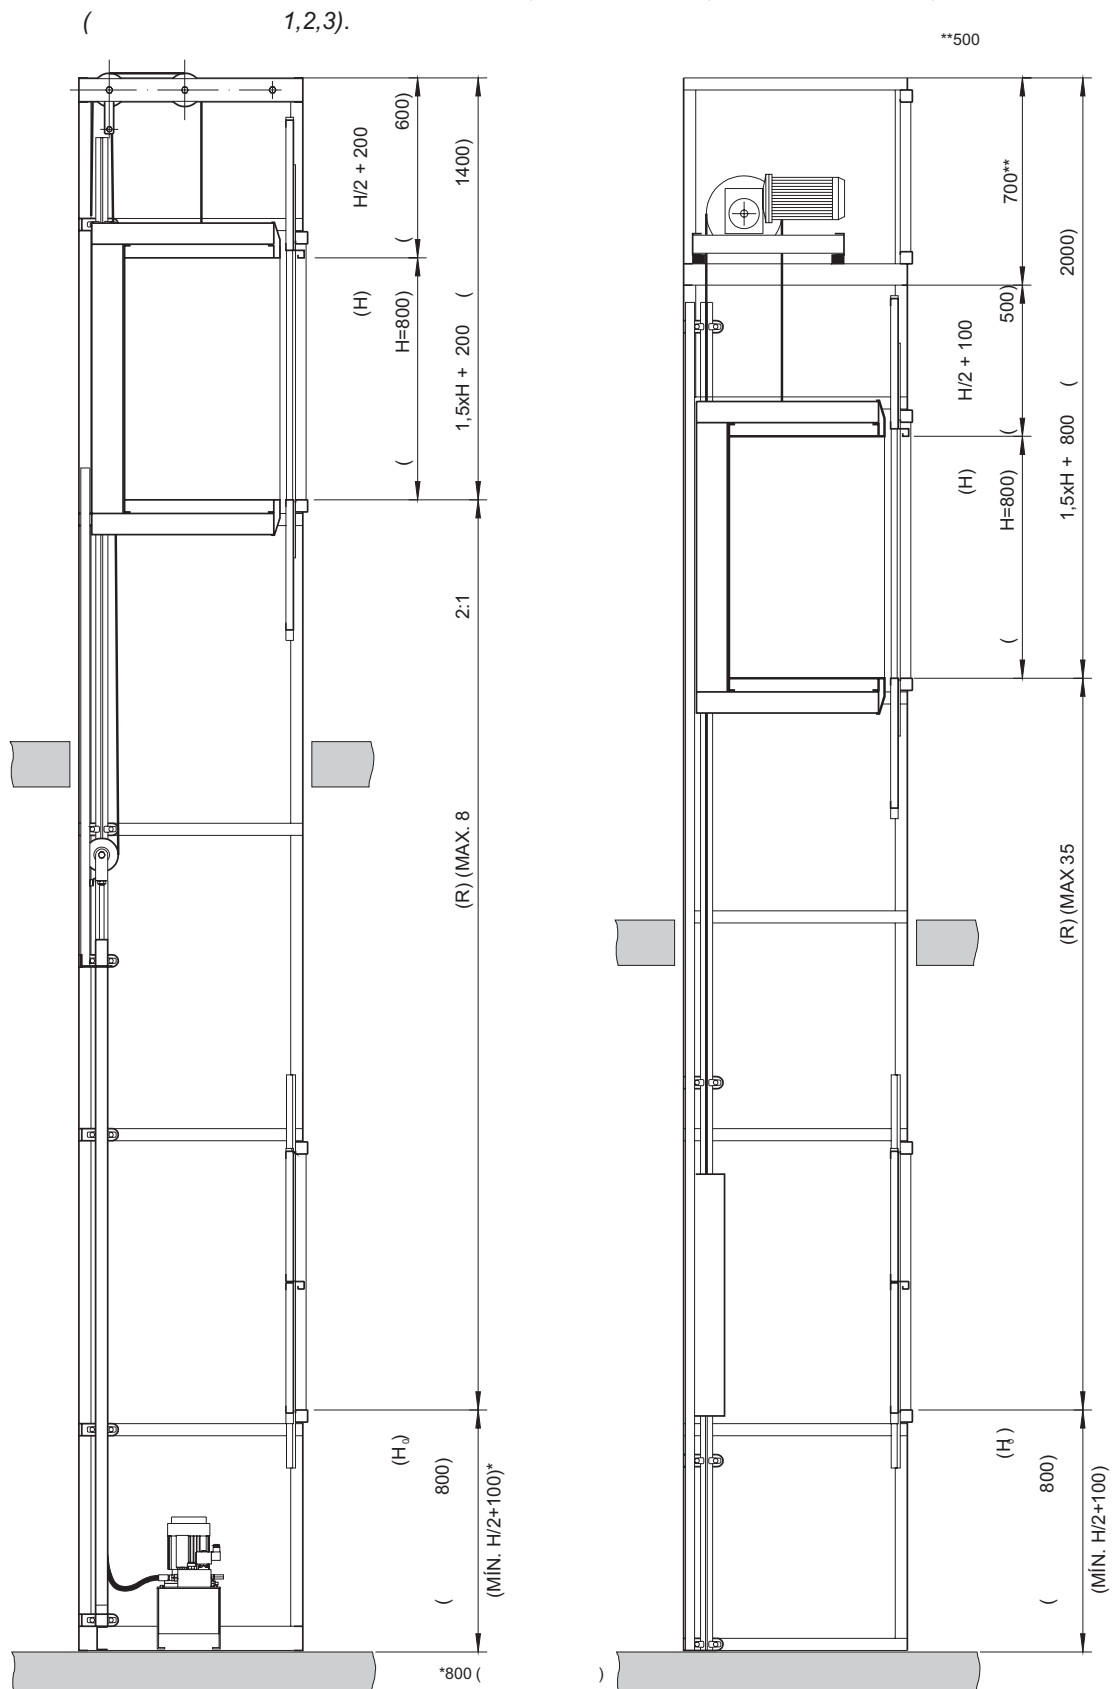 ( 1,2,3).
**500
600)
H/2 + 200
(
1400)
(H)
H=800)
(
1,5xH + 200 (
2:1
(R) (MAX. 8
(H₀)
800)
(
(MÍN. H/2+100)*
*800 ( )
700**
2000)
500)
H/2 + 100
(
(H)
H=800)
(
1,5xH + 800 (
(R) (MAX 35
(H₀)
800)
(
(MÍN. H/2+100)